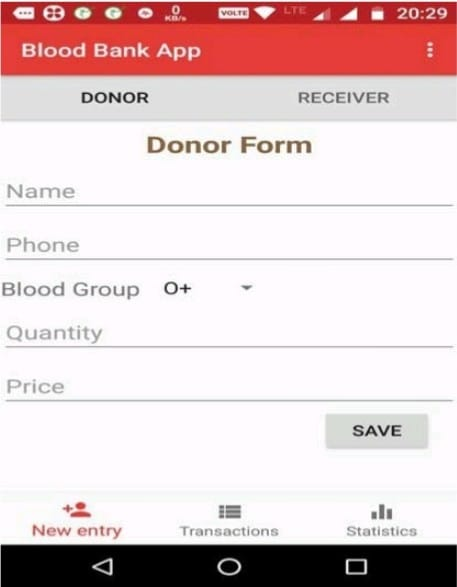 0
KB/s
VOLTE
LTE
20:29
Blood Bank App
DONOR RECEIVER
Donor Form
Name
Phone
Blood Group O+
Quantity
Price
SAVE
New entry Transactions Statistics